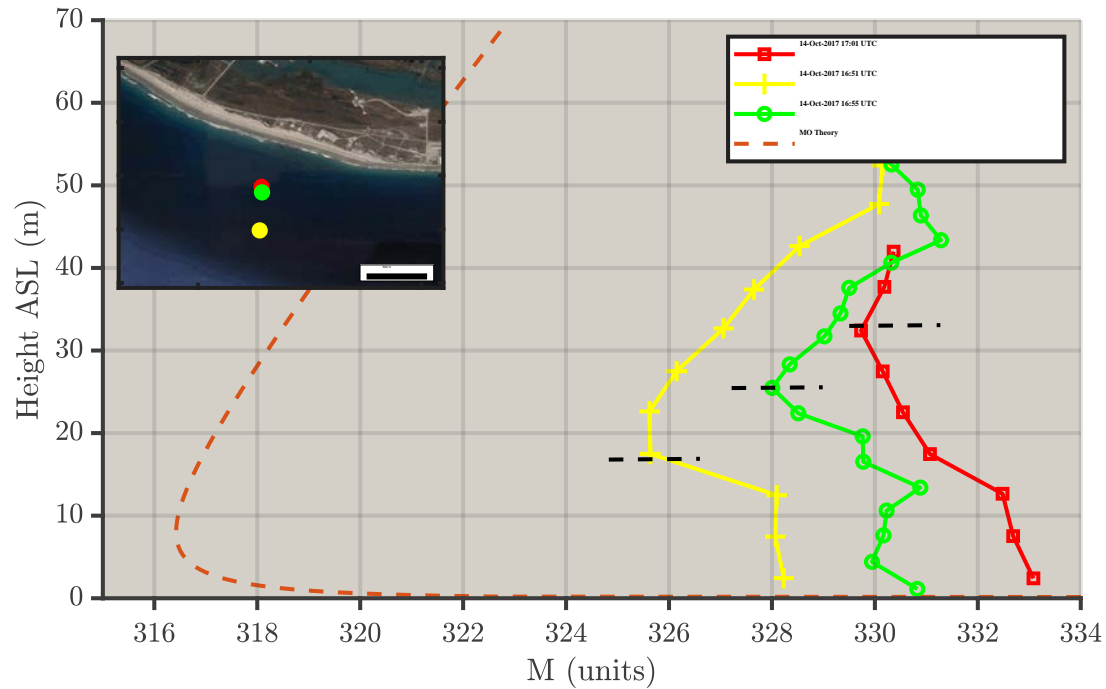 70
60
50
40
30
20
10
0
Height ASL (m)
14-Oct-2017 17:01 UTC
14-Oct-2017 16:51 UTC
14-Oct-2017 16:55 UTC
MO Theory
316 318 320 322 324 326 328 330 332 334
M (units)